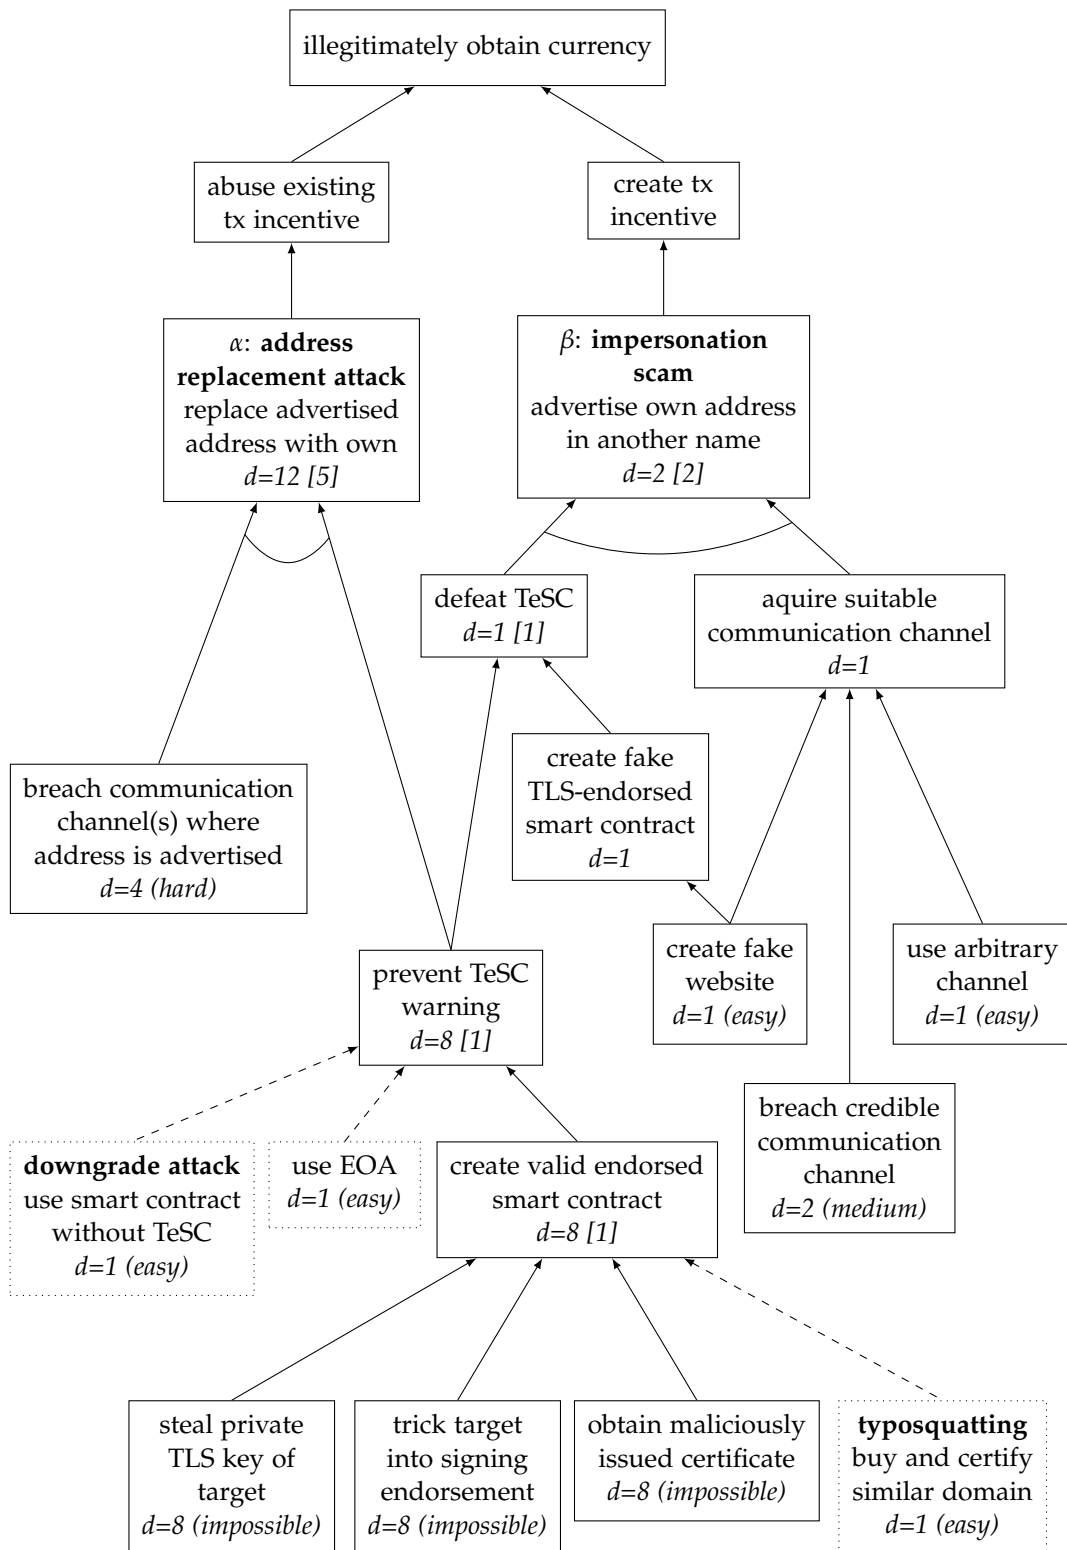 illegitimately obtain currency
abuse existing
tx incentive
create tx
incentive
α: address
replacement attack
replace advertised
address with own
d=12 [5]
β: impersonation
scam
advertise own address
in another name
d=2 [2]
defeat TeSC
d=1 [1]
aquire suitable
communication channel
d=1
create fake
TLS-endorsed
smart contract
d=1
breach communication
channel(s) where
address is advertised
d=4 (hard)
create fake
website
d=1 (easy)
use arbitrary
channel
d=1 (easy)
prevent TeSC
warning
d=8 [1]
breach credible
communication
channel
d=2 (medium)
downgrade attack
use smart contract
without TeSC
d=1 (easy)
use EOA
d=1 (easy)
create valid endorsed
smart contract
d=8 [1]
steal private
TLS key of
target
d=8 (impossible)
trick target
into signing
endorsement
d=8 (impossible)
obtain maliciously
issued certificate
d=8 (impossible)
typosquatting
buy and certify
similar domain
d=1 (easy)